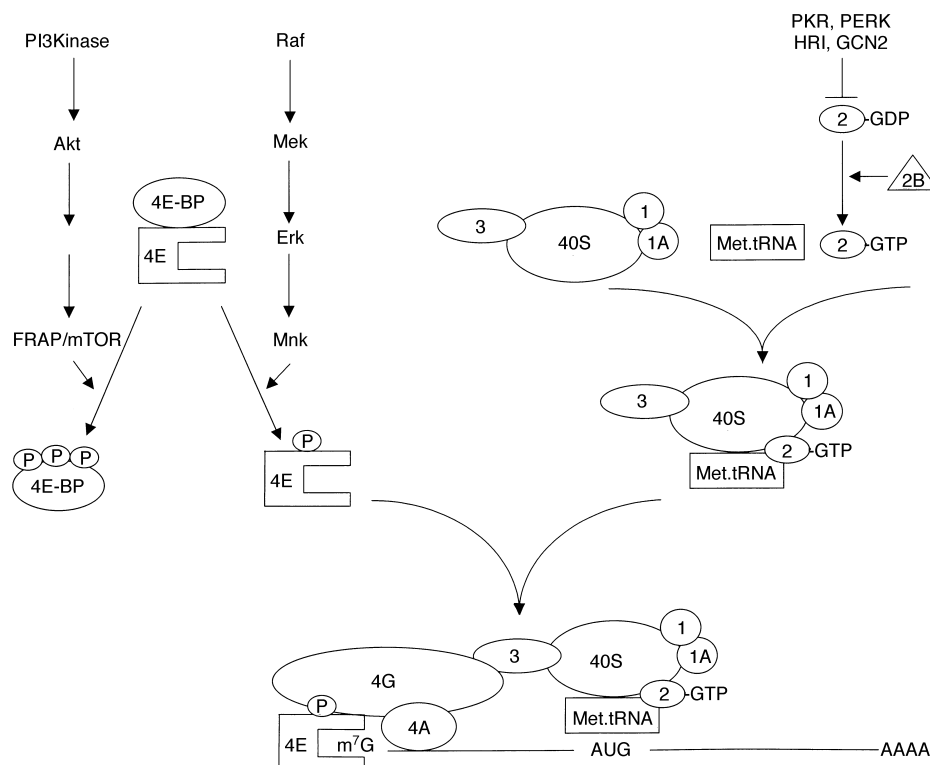 PI3Kinase
Raf
PKR, PERK
HRI, GCN2
2 -GDP
Akt
Mek
2B
4E-BP
4E
Erk
3
40S
1
1A
Met.tRNA
2 -GTP
FRAP/mTOR
Mnk
3
40S
1
1A
2 -GTP
Met.tRNA
P P P
4E-BP
P
4E
4G
3
40S
1
1A
2 -GTP
Met.tRNA
P
4A
4E
m⁷G
AUG
AAAA